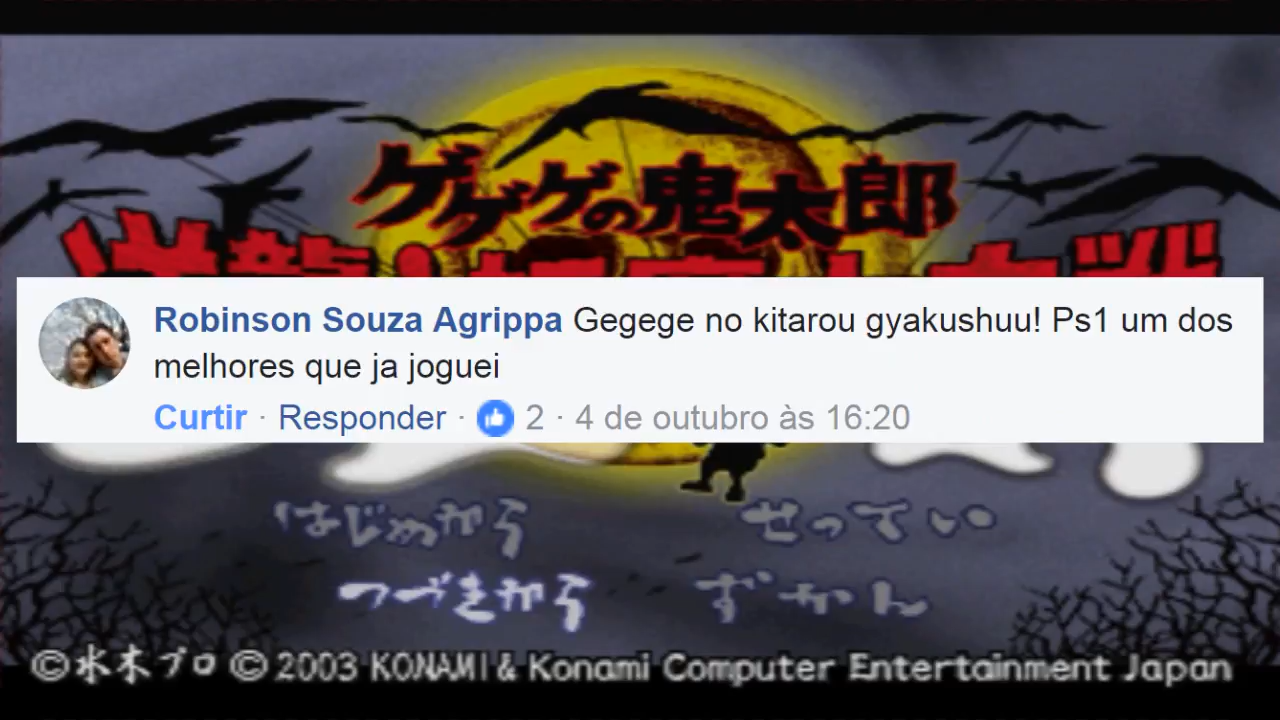 ゲゲゲの鬼太郎
Robinson Souza Agrippa Gegege no kitarou gyakushuu! Ps1 um dos
melhores que ja joguei
Curtir · Responder · 2 · 4 de outubro às 16:20
はじめから せってい
つづきから ずかん
©水木プロ © 2003 KONAMI & Konami Computer Entertainment Japan